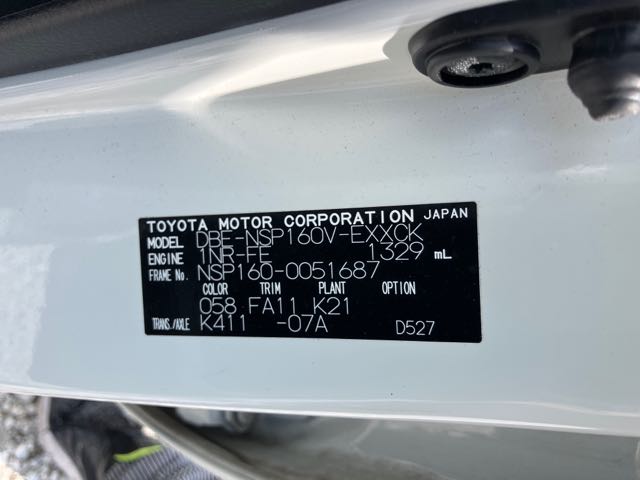 TOYOTA MOTOR CORPORATION JAPAN
MODEL DBE-NSP160V-EXXCK
ENGINE 1NR-FE 1329 mL
FRAME No. NSP160-0051687
COLOR TRIM PLANT OPTION
058 FA11 K21
TRANS./AXLE K411 -07A D527